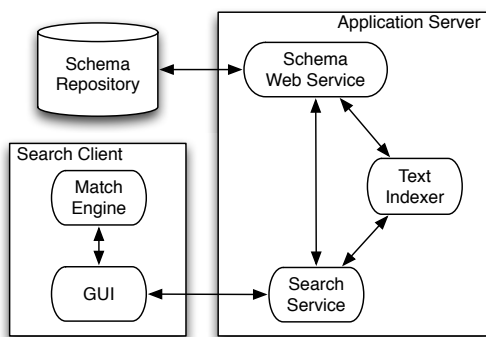 Application Server
Schema
Repository
Schema
Web Service
Search Client
Match
Engine
Text
Indexer
GUI
Search
Service